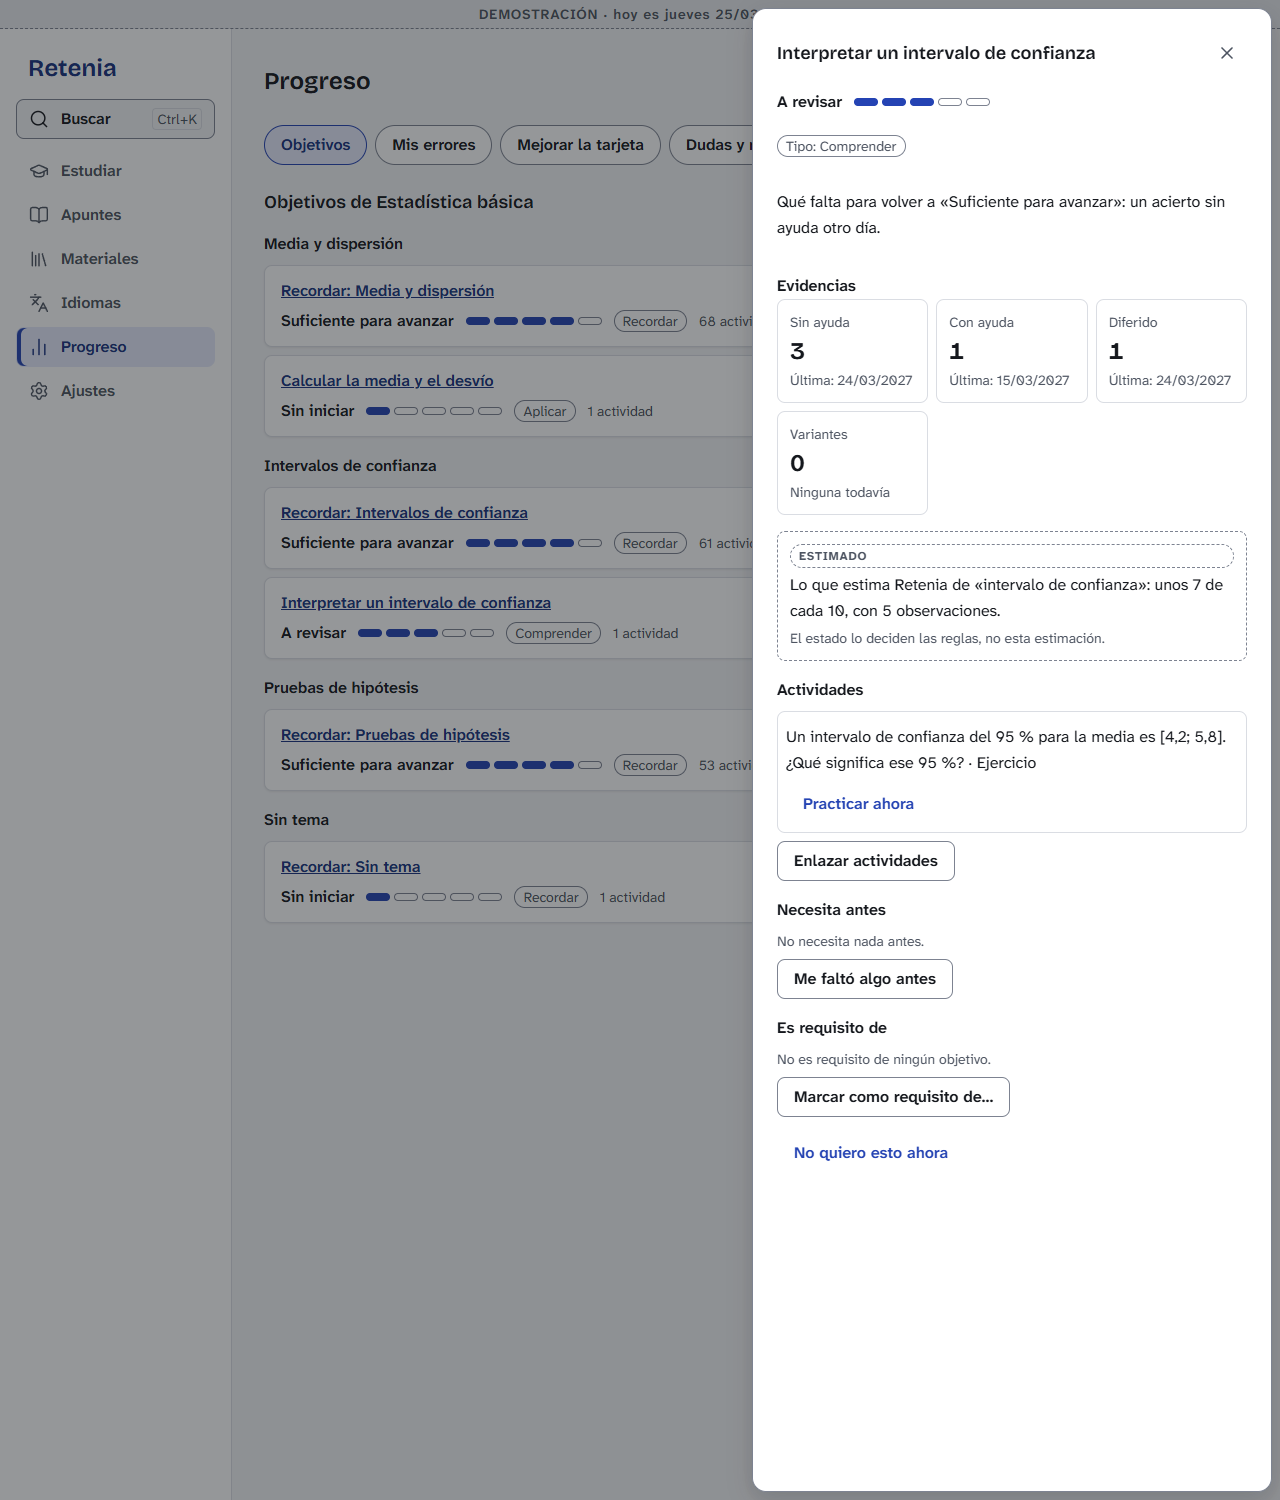 DEMOSTRACIÓN · hoy es jueves 25/03
Retenia
Buscar Ctrl+K
Estudiar
Apuntes
Materiales
Idiomas
Progreso
Ajustes
Progreso
Objetivos
Mis errores
Mejorar la tarjeta
Dudas y
Objetivos de Estadística básica
Media y dispersión
Recordar: Media y dispersión
Suficiente para avanzar Recordar 68
Calcular la media y el desvío
Sin iniciar Aplicar 1 actividad
Intervalos de confianza
Recordar: Intervalos de confianza
Suficiente para avanzar Recordar 61
Interpretar un intervalo de confianza
A revisar Comprender 1 actividad
Pruebas de hipótesis
Recordar: Pruebas de hipótesis
Suficiente para avanzar Recordar 53
Sin tema
Recordar: Sin tema
Sin iniciar Recordar 1 actividad
Interpretar un intervalo de confianza
A revisar
Tipo: Comprender
Qué falta para volver a «Suficiente para avanzar»: un acierto sin
ayuda otro día.
Evidencias
Sin ayuda
3
Última: 24/03/2027
Con ayuda
1
Última: 15/03/2027
Diferido
1
Última: 24/03/2027
Variantes
0
Ninguna todavía
ESTIMADO
Lo que estima Retenia de «intervalo de confianza»: unos 7 de
cada 10, con 5 observaciones.
El estado lo deciden las reglas, no esta estimación.
Actividades
Un intervalo de confianza del 95 % para la media es [4,2; 5,8].
¿Qué significa ese 95 %? · Ejercicio
Practicar ahora
Enlazar actividades
Necesita antes
No necesita nada antes.
Me faltó algo antes
Es requisito de
No es requisito de ningún objetivo.
Marcar como requisito de...
No quiero esto ahora